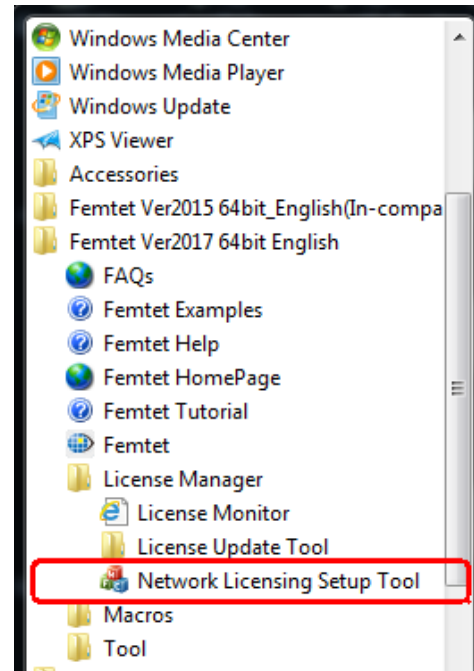 Windows Media Center
Windows Media Player
Windows Update
XPS Viewer
Accessories
Femtet Ver2015 64bit_English(In-compa
Femtet Ver2017 64bit English
FAQs
Femtet Examples
Femtet Help
Femtet HomePage
Femtet Tutorial
Femtet
License Manager
License Monitor
License Update Tool
Network Licensing Setup Tool
Macros
Tool